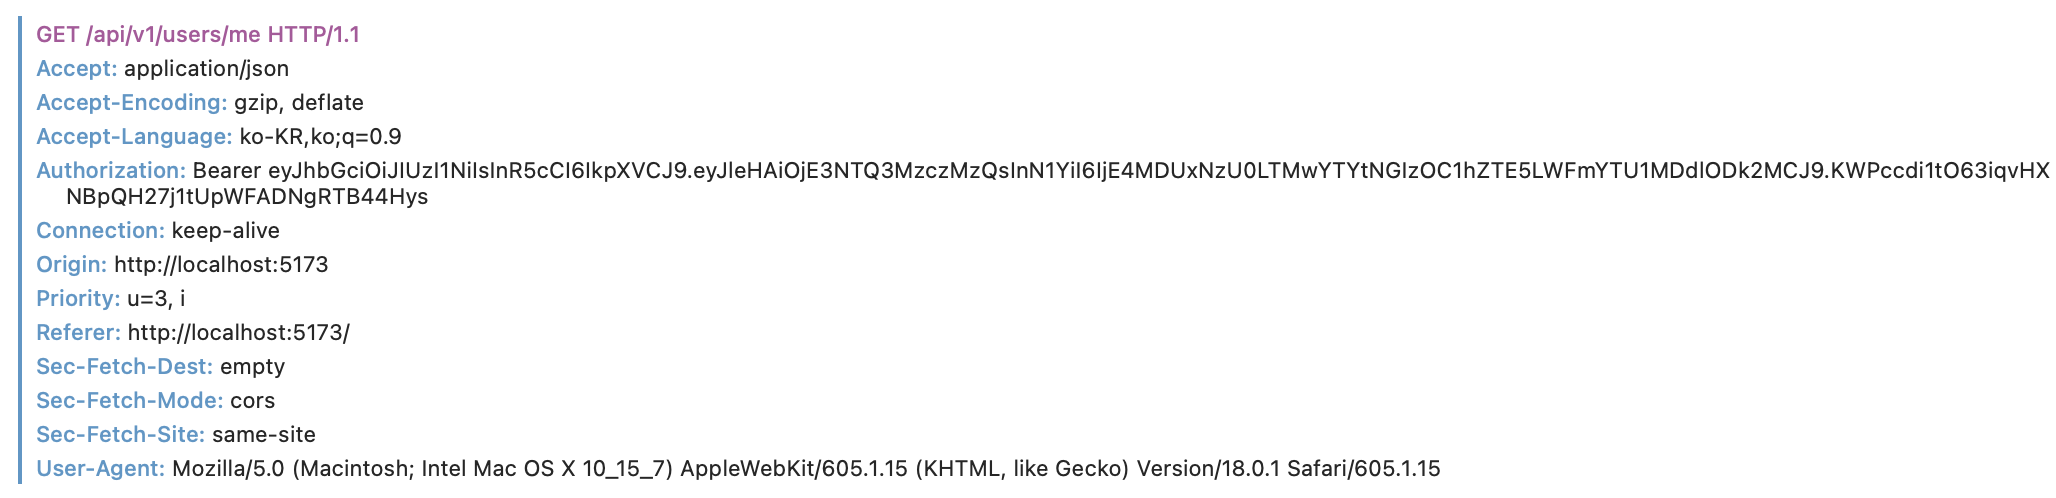 GET /api/v1/users/me HTTP/1.1
Accept: application/json
Accept-Encoding: gzip, deflate
Accept-Language: ko-KR,ko;q=0.9
Authorization: Bearer eyJhbGciOiJIUzI1NiIsInR5cCI6IkpXVCJ9.eyJleHAiOjE3NTQ3MzczMzQsInN1YiI6IjE4MDUxNzU0LTMwYTYtNGIzOC1hZTE5LWFmYTU1MDdlODk2MCJ9.KWPccdi1tO63iqvHX
NBpQH27j1tUpWFADNgRTB44Hys
Connection: keep-alive
Origin: http://localhost:5173
Priority: u=3, i
Referer: http://localhost:5173/
Sec-Fetch-Dest: empty
Sec-Fetch-Mode: cors
Sec-Fetch-Site: same-site
User-Agent: Mozilla/5.0 (Macintosh; Intel Mac OS X 10_15_7) AppleWebKit/605.1.15 (KHTML, like Gecko) Version/18.0.1 Safari/605.1.15